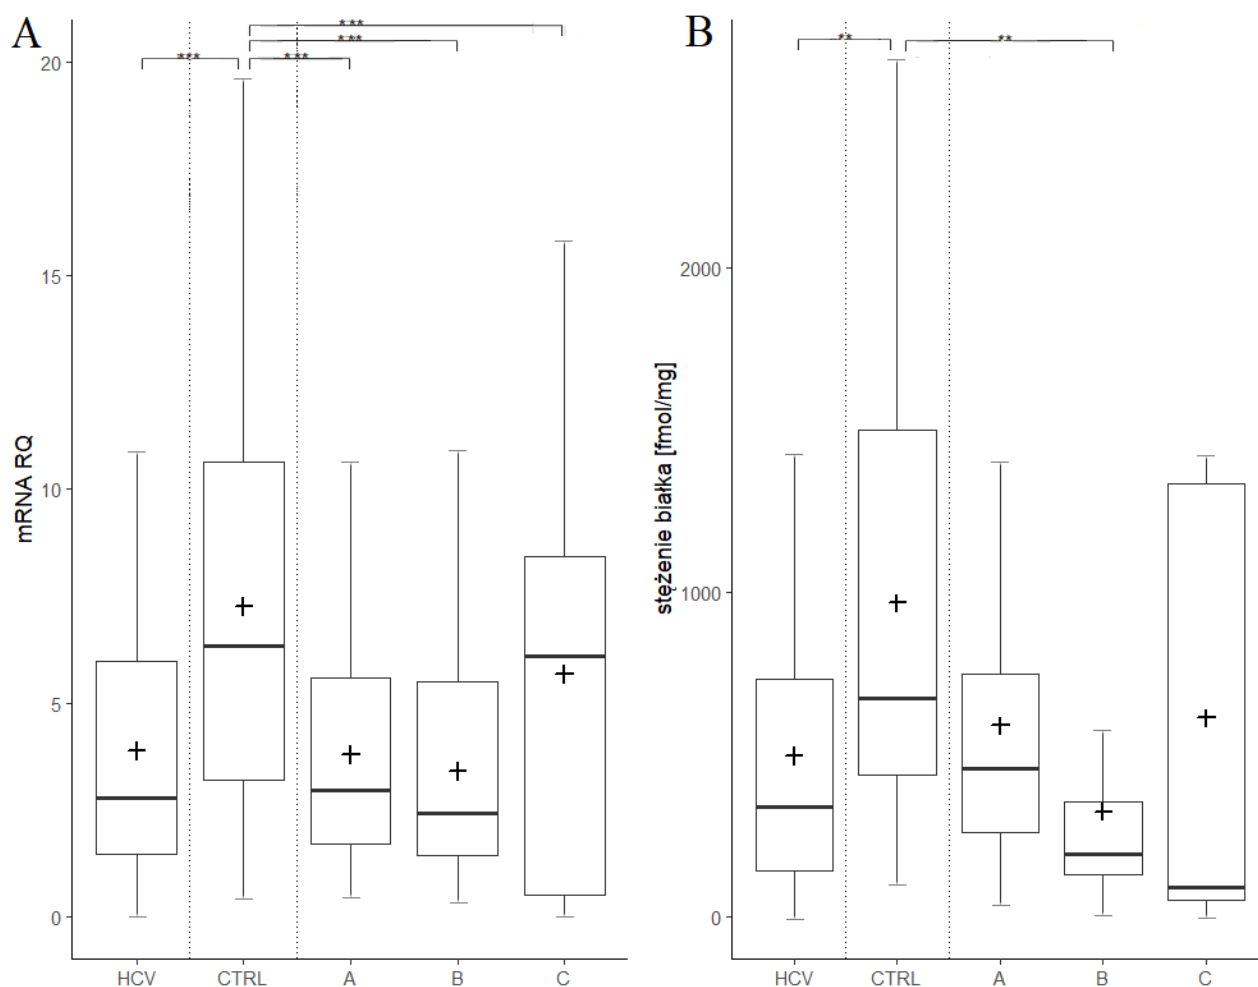 A
***
***
***
***
20
15
10
5
0
mRNA RQ
HCV CTRL A B C
B
**
**
2000
1000
0
stężenie białka [fmol/mg]
HCV CTRL A B C